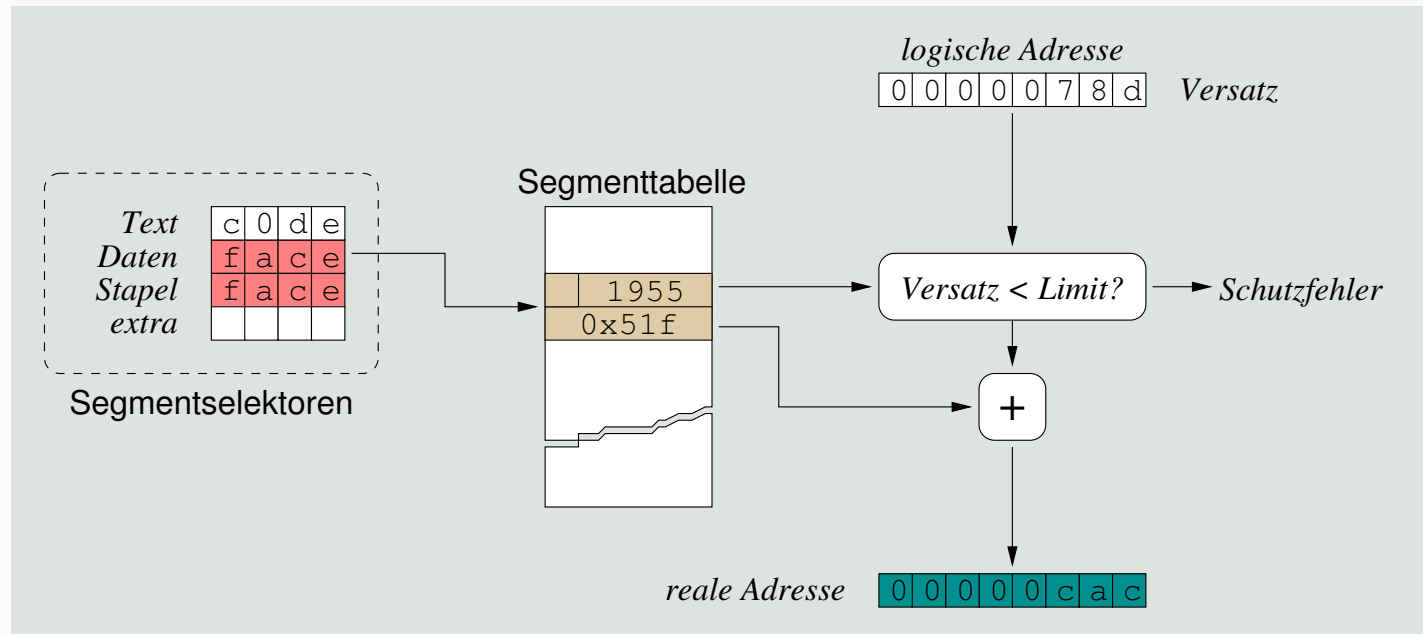 logische Adresse
0 0 0 0 0 7 8 d Versatz
Segmenttabelle
Text c 0 d e
Daten f a c e
Stapel f a c e
extra
Segmentselektoren
1955
0x51f
Versatz < Limit?
Schutzfehler
+
reale Adresse 0 0 0 0 0 c a c